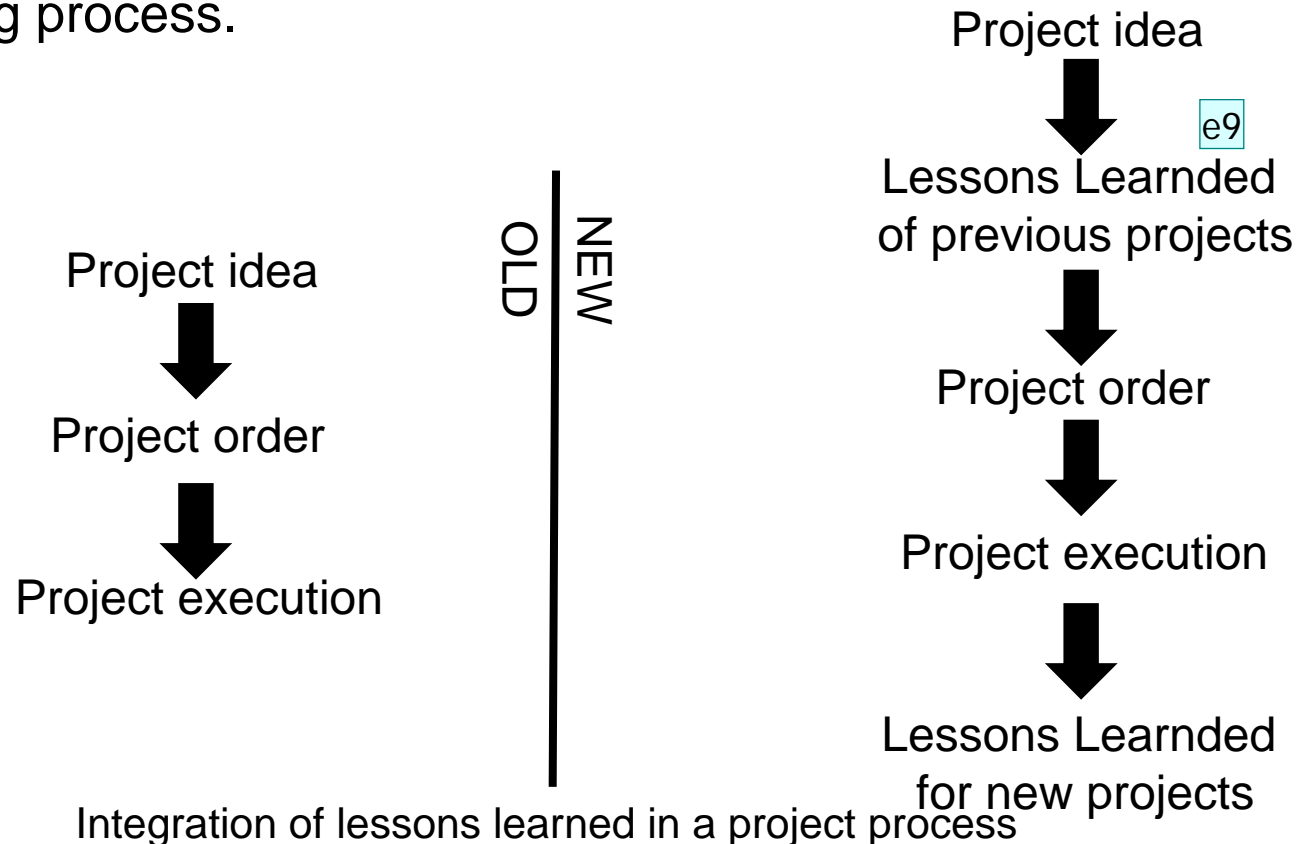 g process.
Project idea
Project order
Project execution
OLD
NEW
Project idea
e9
Lessons Learnded
of previous projects
Project order
Project execution
Lessons Learnded
for new projects
Integration of lessons learned in a project process